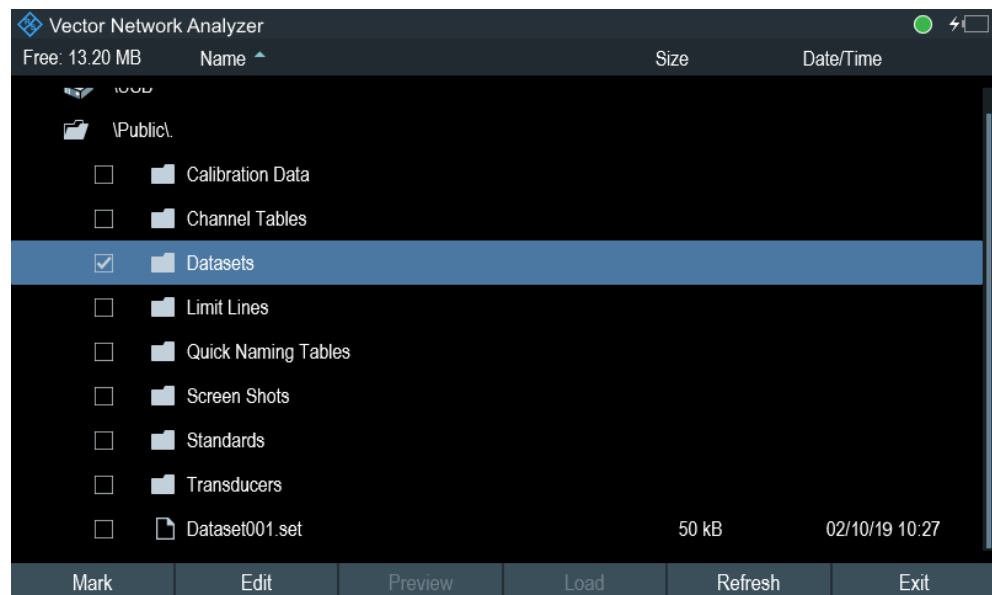 Vector Network Analyzer
Free: 13.20 MB Name Size Date/Time
\Public\.
Calibration Data
Channel Tables
Datasets
Limit Lines
Quick Naming Tables
Screen Shots
Standards
Transducers
Dataset001.set 50 kB 02/10/19 10:27
Mark Edit Preview Load Refresh Exit